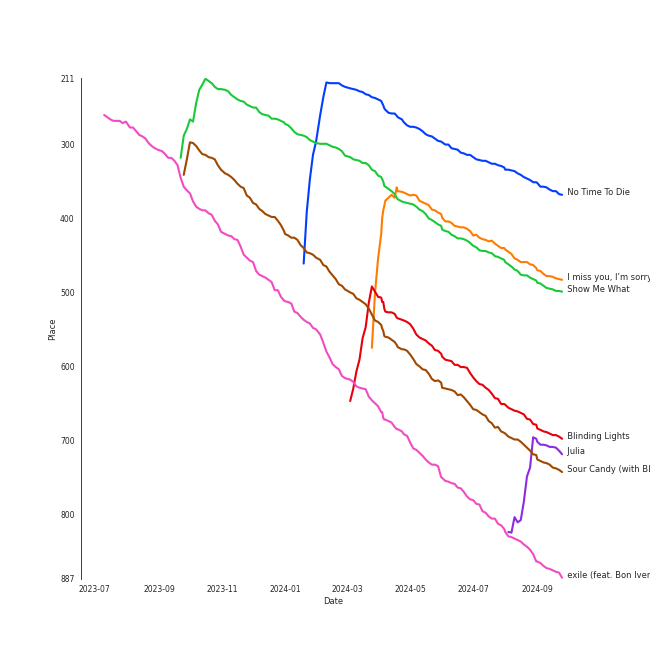 211
300
400
500
600
700
800
887
Place
2023-07
2023-09
2023-11
2024-01
2024-03
2024-05
2024-07
2024-09
Date
No Time To Die
I miss you, I'm sorry
Show Me What
Blinding Lights
Julia
Sour Candy (with Bl
exile (feat. Bon Iver